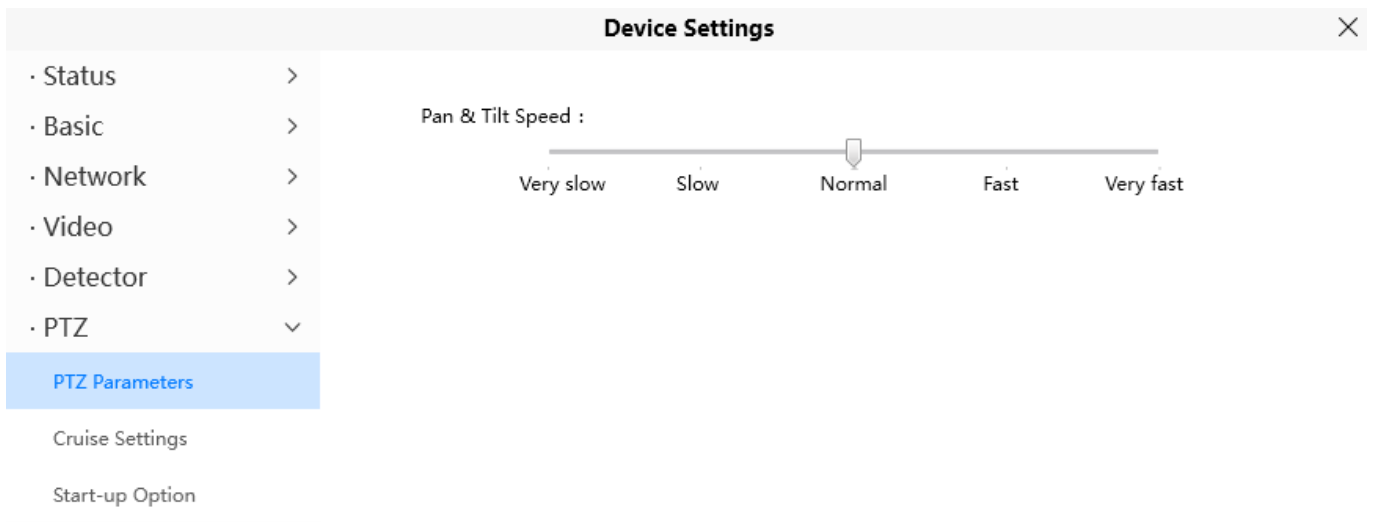 Device Settings
· Status
· Basic
· Network
· Video
· Detector
· PTZ
PTZ Parameters
Cruise Settings
Start-up Option
Pan & Tilt Speed :
Very slow Slow Normal Fast Very fast